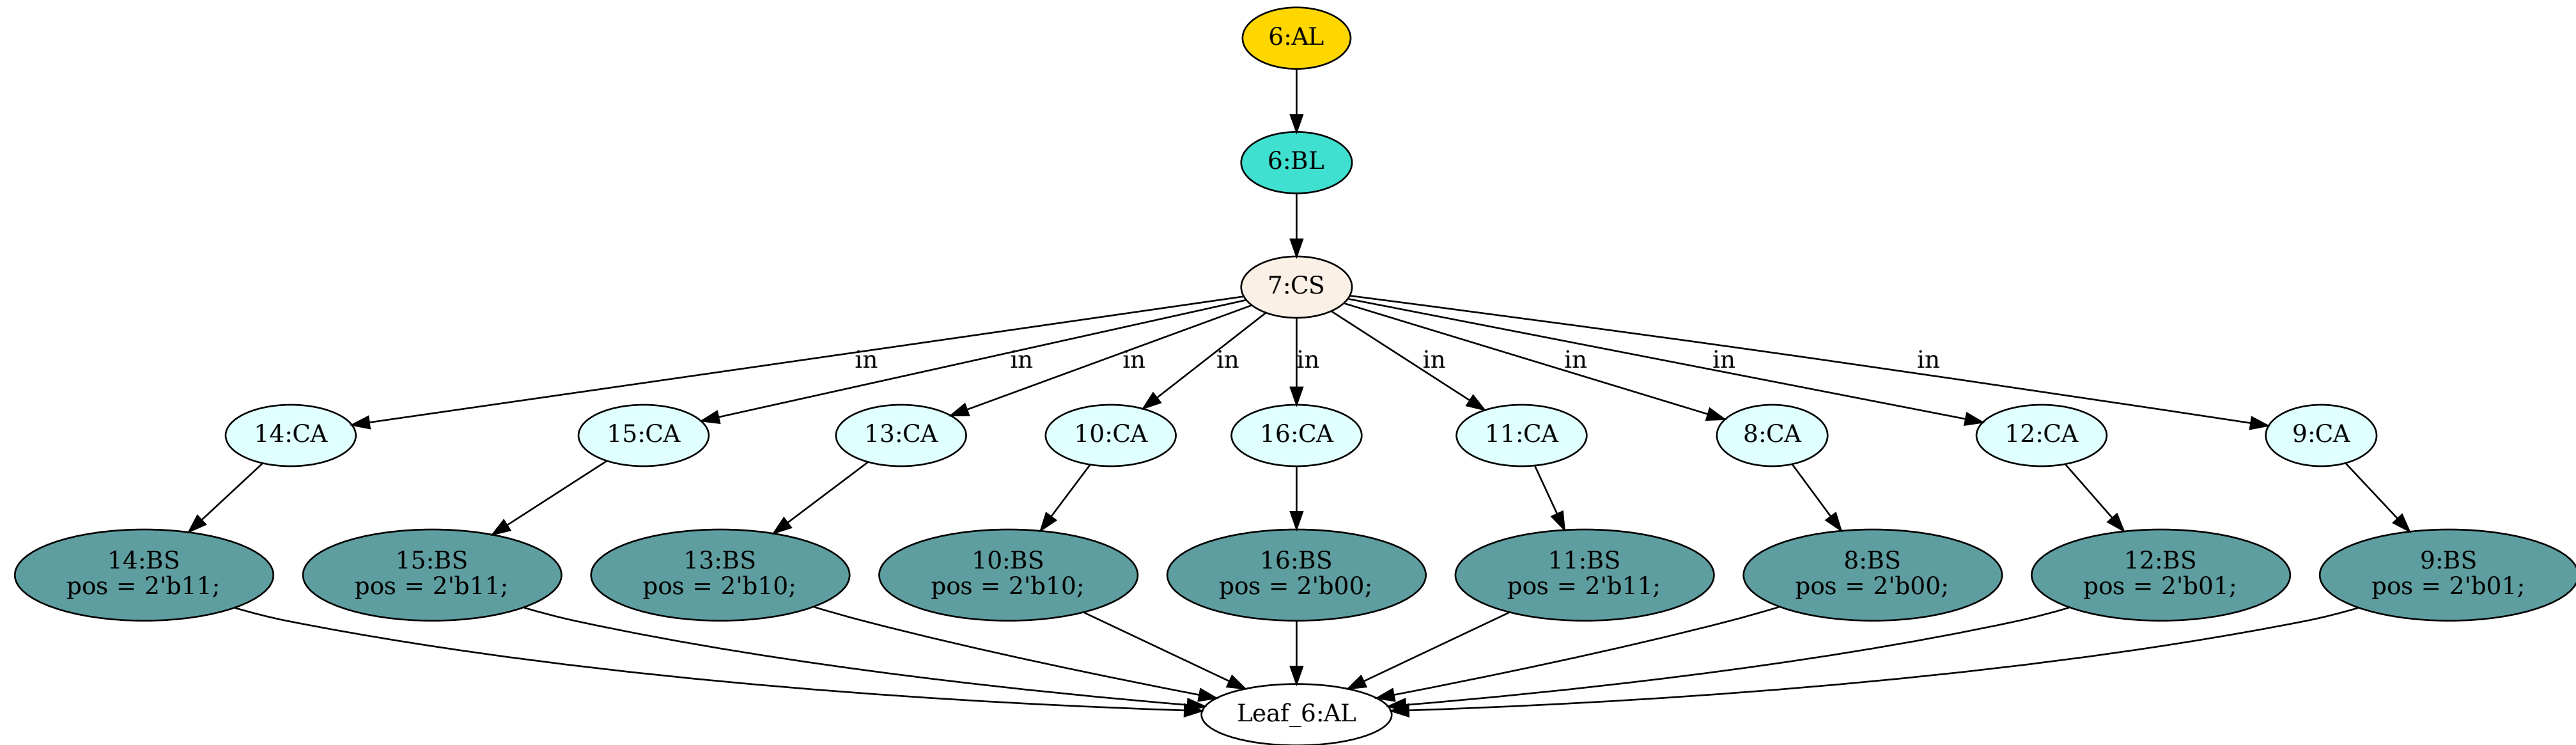 6:AL
6:BL
7:CS
in
in
in
in
in
in
in
in
in
14:CA
15:CA
13:CA
10:CA
16:CA
11:CA
8:CA
12:CA
9:CA
14:BS
pos = 2'b11;
15:BS
pos = 2'b11;
13:BS
pos = 2'b10;
10:BS
pos = 2'b10;
16:BS
pos = 2'b00;
11:BS
pos = 2'b11;
8:BS
pos = 2'b00;
12:BS
pos = 2'b01;
9:BS
pos = 2'b01;
Leaf_6:AL